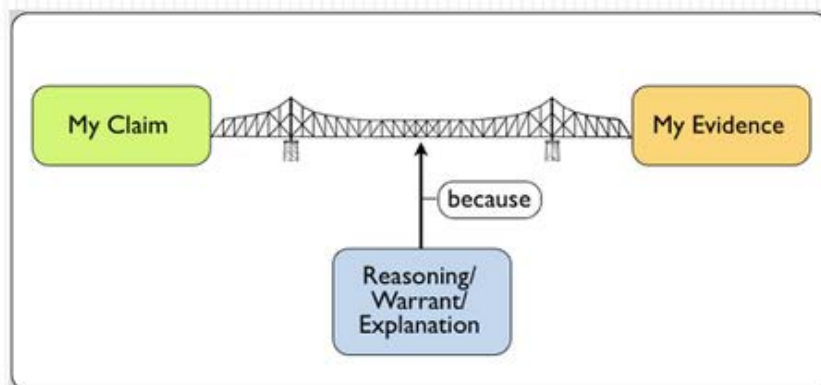 My Claim
My Evidence
because
Reasoning/
Warrant/
Explanation